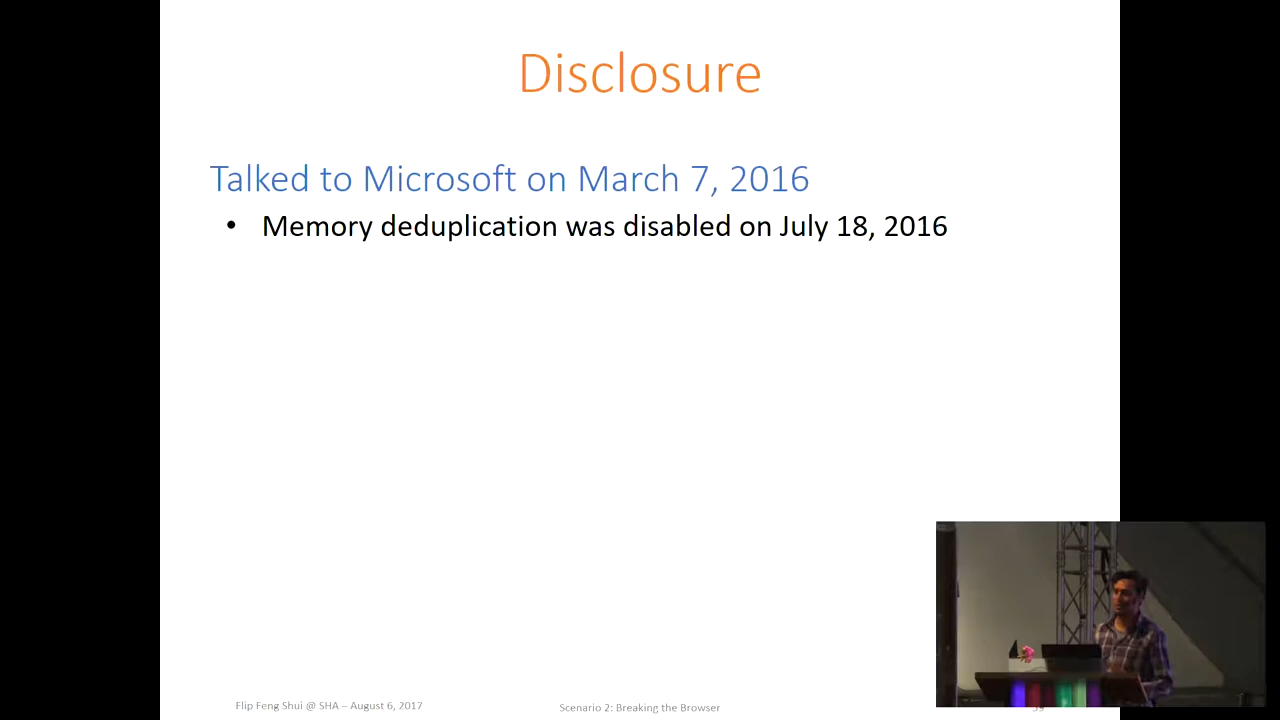 Disclosure
Talked to Microsoft on March 7, 2016
• Memory deduplication was disabled on July 18, 2016
Flip Feng Shui @ SHA – August 6, 2017
Scenario 2: Breaking the Browser